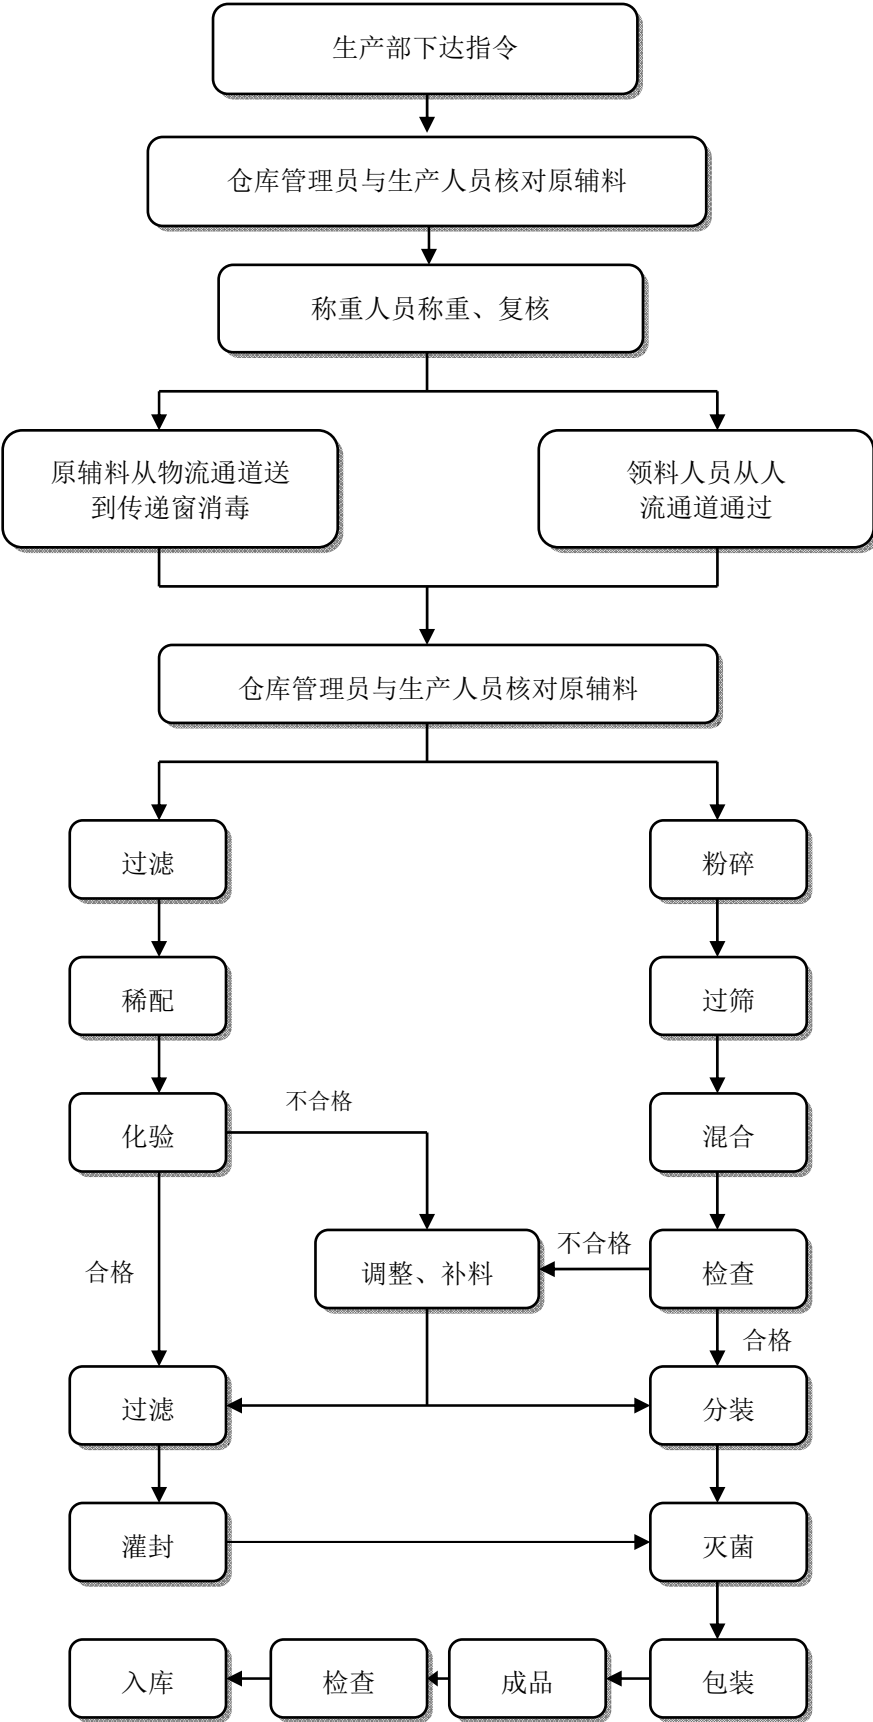 生产部下达指令
仓库管理员与生产人员核对原辅料
称重人员称重、复核
原辅料从物流通道送
到传递窗消毒
领料人员从人
流通道通过
仓库管理员与生产人员核对原辅料
过滤
粉碎
稀配
过筛
不合格
化验
混合
合格
调整、补料
不合格
检查
合格
过滤
分装
灌封
灭菌
入库
检查
成品
包装